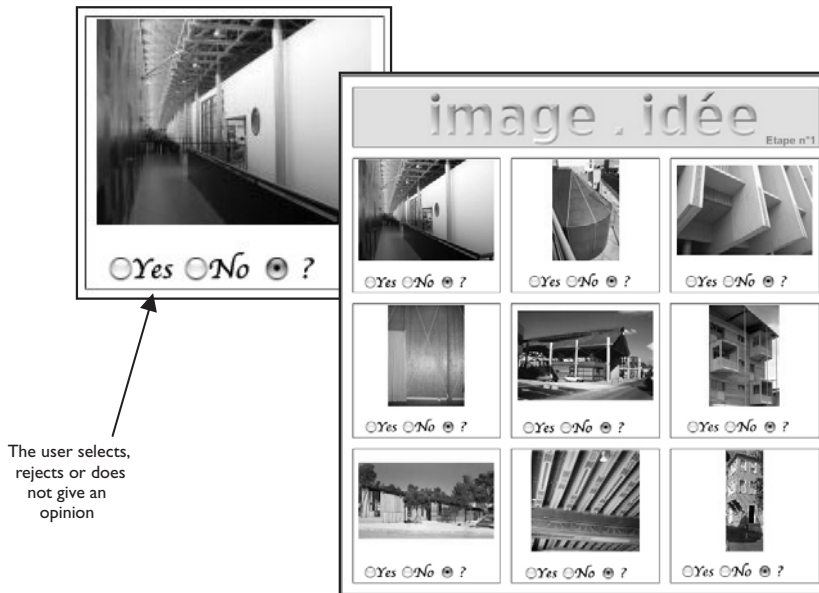 Yes No ?
The user selects,
rejects or does
not give an
opinion
image . idée
Etape n°1
Yes No ?
Yes No ?
Yes No ?
Yes No ?
Yes No ?
Yes No ?
Yes No ?
Yes No ?
Yes No ?